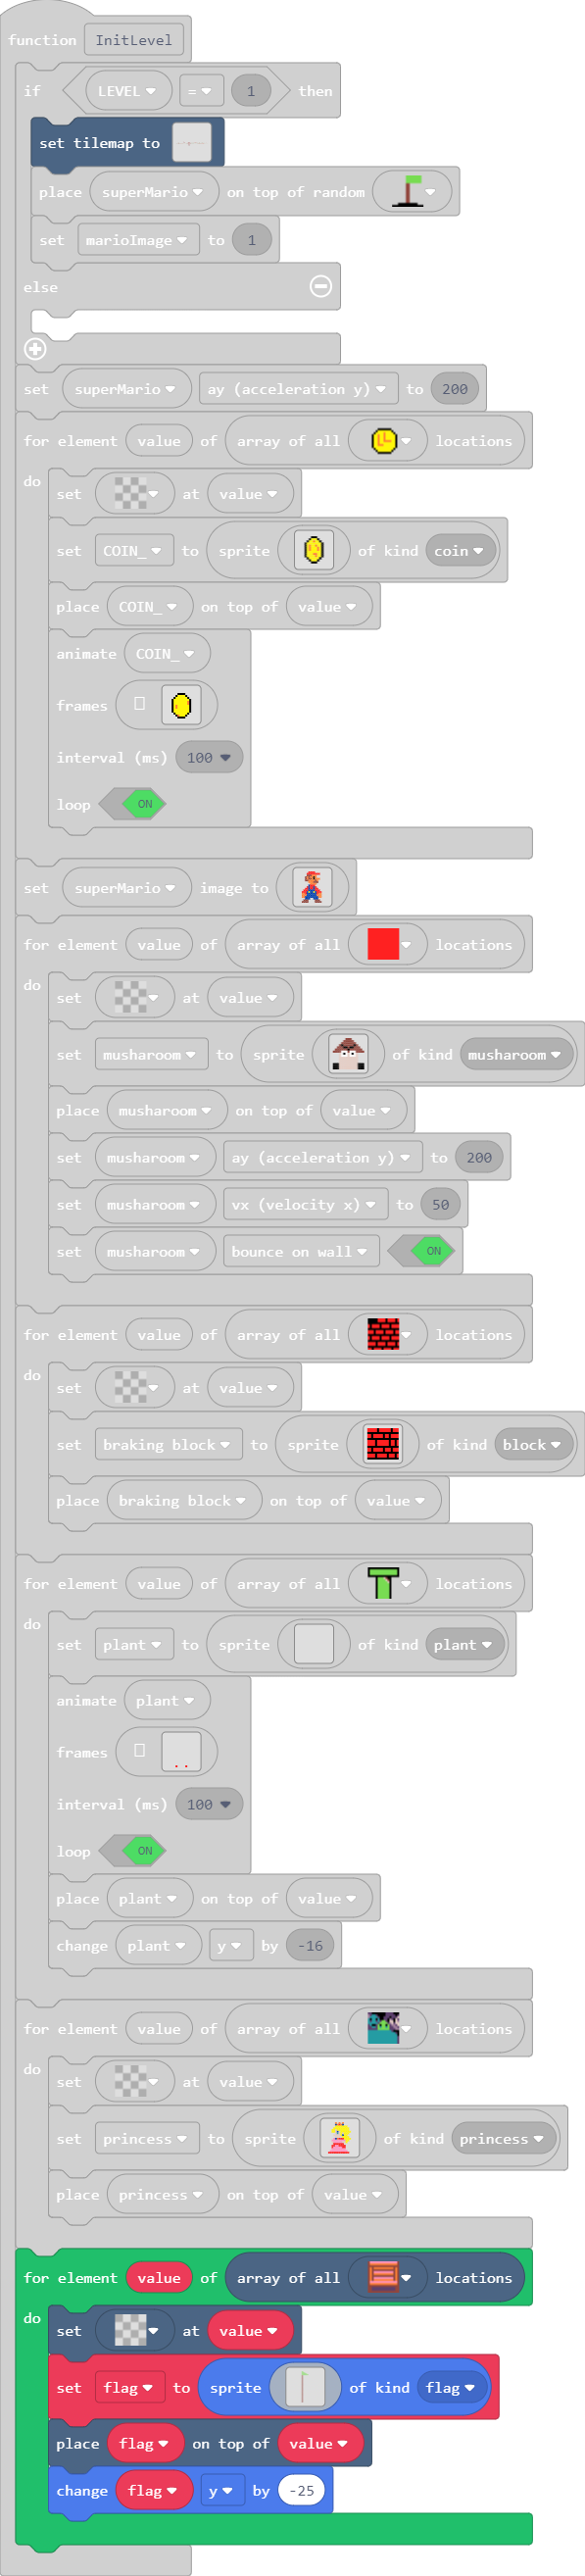 function InitLevel
if LEVEL = 1 then
set tilemap to
place superMario on top of random
set marioImage to 1
else
set superMario ay (acceleration y) to 200
for element value of array of all locations
do
set at value
set COIN_ to sprite of kind coin
place COIN_ on top of value
animate COIN_
frames
interval (ms) 100
loop ON
set superMario image to
for element value of array of all locations
do
set at value
set musharoom to sprite of kind musharoom
place musharoom on top of value
set musharoom ay (acceleration y) to 200
set musharoom vx (velocity x) to 50
set musharoom bounce on wall ON
for element value of array of all locations
do
set at value
set braking block to sprite of kind block
place braking block on top of value
for element value of array of all locations
do
set plant to sprite of kind plant
animate plant
frames
interval (ms) 100
loop ON
place plant on top of value
change plant y by -16
for element value of array of all locations
do
set at value
set princess to sprite of kind princess
place princess on top of value
for element value of array of all locations
do
set at value
set flag to sprite of kind flag
place flag on top of value
change flag y by -25